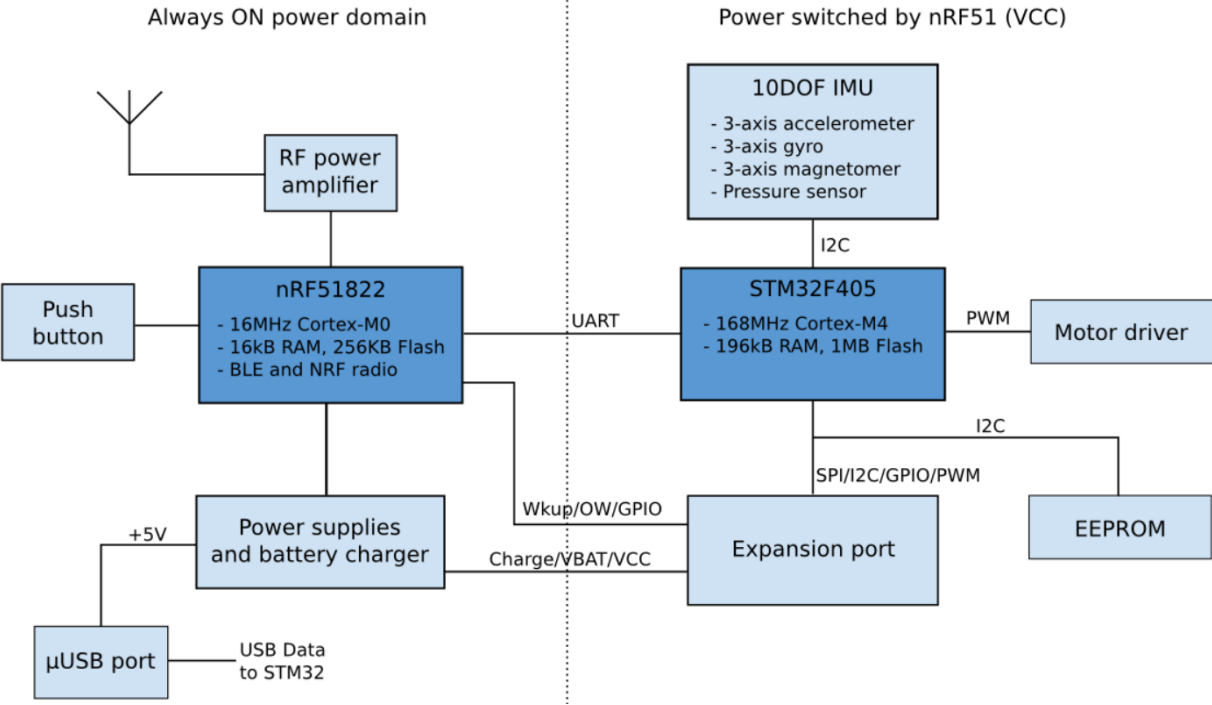 Always ON power domain
Power switched by nRF51 (VCC)
10DOF IMU
- 3-axis accelerometer
- 3-axis gyro
- 3-axis magnetomer
- Pressure sensor
RF power
amplifier
I2C
nRF51822
- 16MHz Cortex-M0
- 16kB RAM, 256KB Flash
- BLE and NRF radio
STM32F405
- 168MHz Cortex-M4
- 196kB RAM, 1MB Flash
Push
button
UART
PWM
Motor driver
I2C
SPI/I2C/GPIO/PWM
Wkup/OW/GPIO
Power supplies
and battery charger
+5V
Charge/VBAT/VCC
Expansion port
EEPROM
µUSB port
USB Data
to STM32